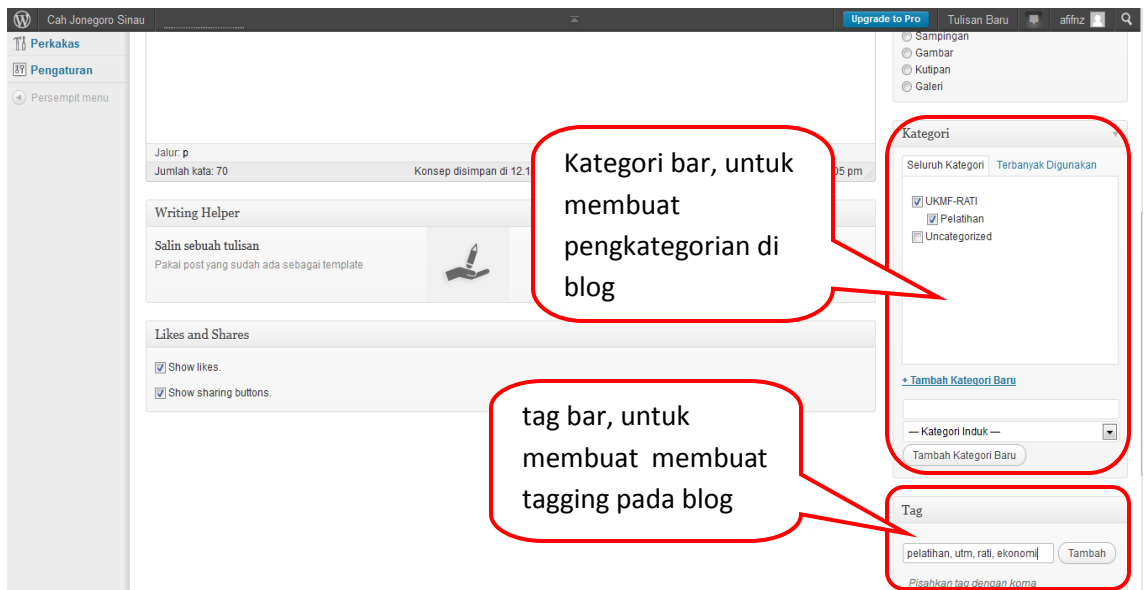 Cah Jonegoro Sinau
Upgrade to Pro
Tulisan Baru
afifnz
Perkakas
Pengaturan
Persempit menu
Jalur: p
Jumlah kata: 70
Konsep disimpan di 12.1
05 pm
Writing Helper
Salin sebuah tulisan
Pakai post yang sudah ada sebagai template
Likes and Shares
Show likes.
Show sharing buttons.
Kategori bar, untuk
membuat
pengkategorian di
blog
tag bar, untuk
membuat membuat
tagging pada blog
Sampingan
Gambar
Kutipan
Galeri
Kategori
Seluruh Kategori Terbanyak Digunakan
UKMF-RATI
Pelatihan
Uncategorized
+ Tambah Kategori Baru
— Kategori Induk —
Tambah Kategori Baru
Tag
pelatihan, utm, rati, ekonomi
Tambah
Pisahkan tag dengan koma